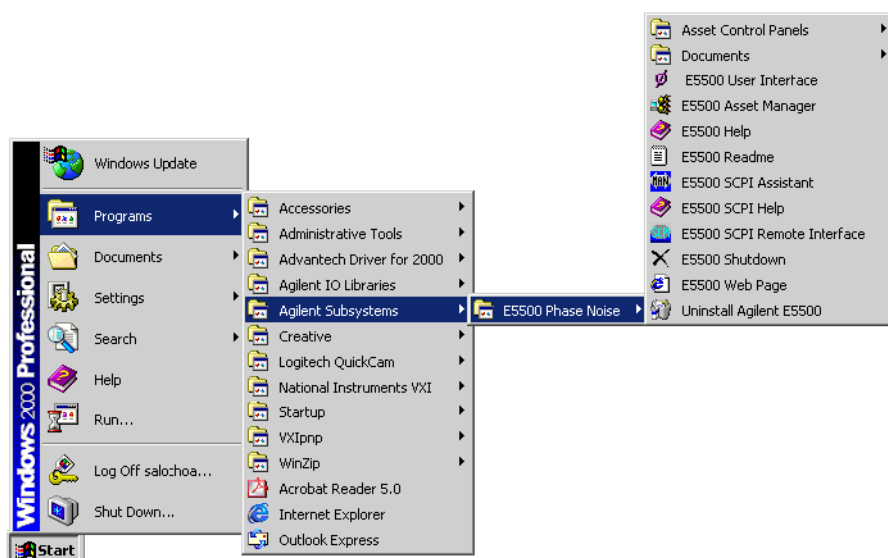 Windows 2000 Professional
Windows Update
Programs
Documents
Settings
Search
Help
Run...
Log Off salochoa...
Shut Down...
Start
Accessories
Administrative Tools
Advantech Driver for 2000
Agilent IO Libraries
Agilent Subsystems
Creative
Logitech QuickCam
National Instruments VXI
Startup
VXIpnp
WinZip
Acrobat Reader 5.0
Internet Explorer
Outlook Express
E5500 Phase Noise
Asset Control Panels
Documents
E5500 User Interface
E5500 Asset Manager
E5500 Help
E5500 Readme
E5500 SCPI Assistant
E5500 SCPI Help
E5500 SCPI Remote Interface
E5500 Shutdown
E5500 Web Page
Uninstall Agilent E5500